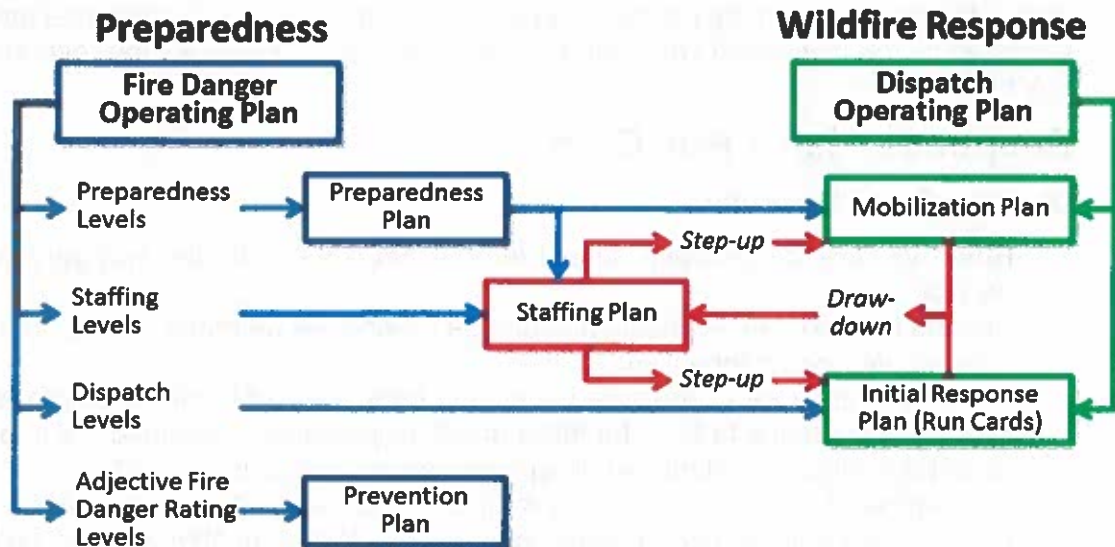 Preparedness
Wildfire Response
Fire Danger
Operating Plan
Dispatch
Operating Plan
Preparedness
Levels
Preparedness
Plan
Step-up
Mobilization Plan
Staffing
Levels
Staffing Plan
Draw-
down
Dispatch
Levels
Step-up
Initial Response
Plan (Run Cards)
Adjective Fire
Danger Rating
Levels
Prevention
Plan